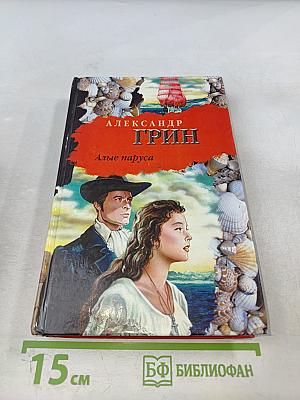 АЛЕКСАНДР
ГРИН
Алые паруса
15 см
БФ БИБЛИОФАН